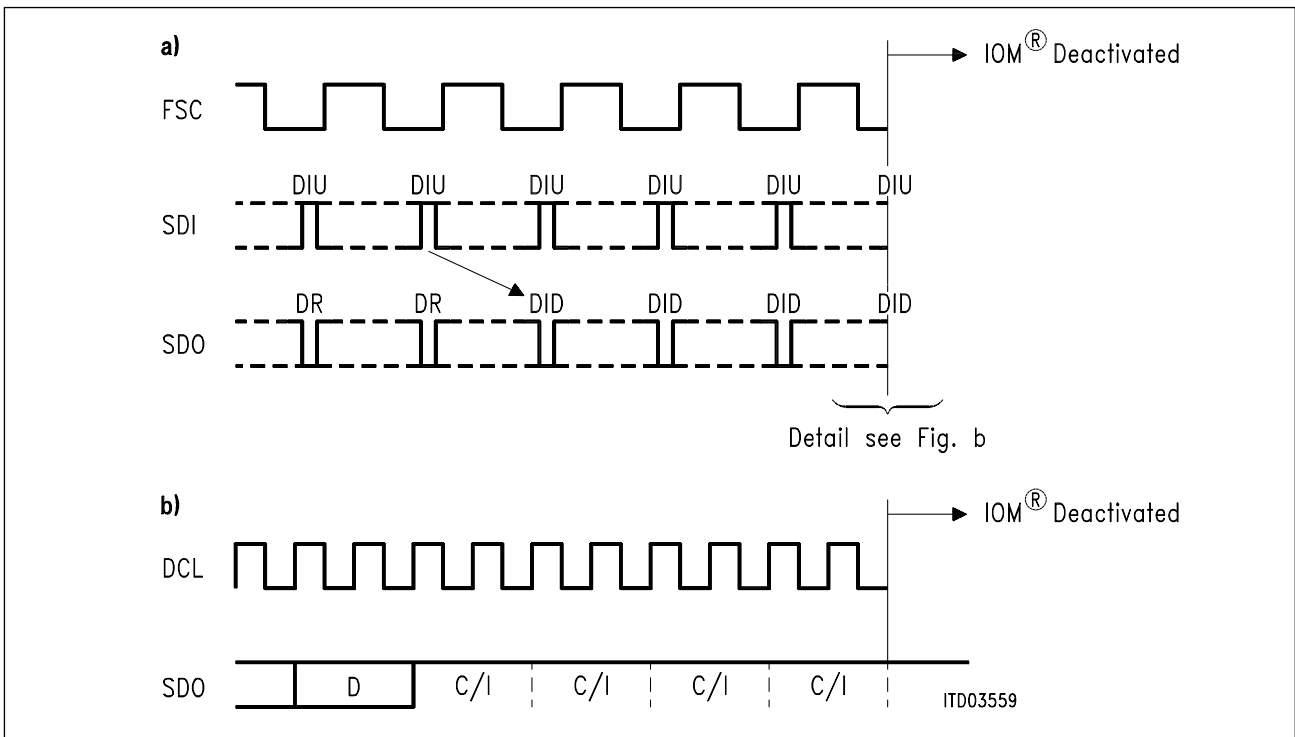 a)
IOM® Deactivated
FSC
DIU DIU DIU DIU DIU DIU
SDI
DR DR DID DID DID DID
SDO
Detail see Fig. b
b)
IOM® Deactivated
DCL
SDO D C/I C/I C/I C/I
ITD03559